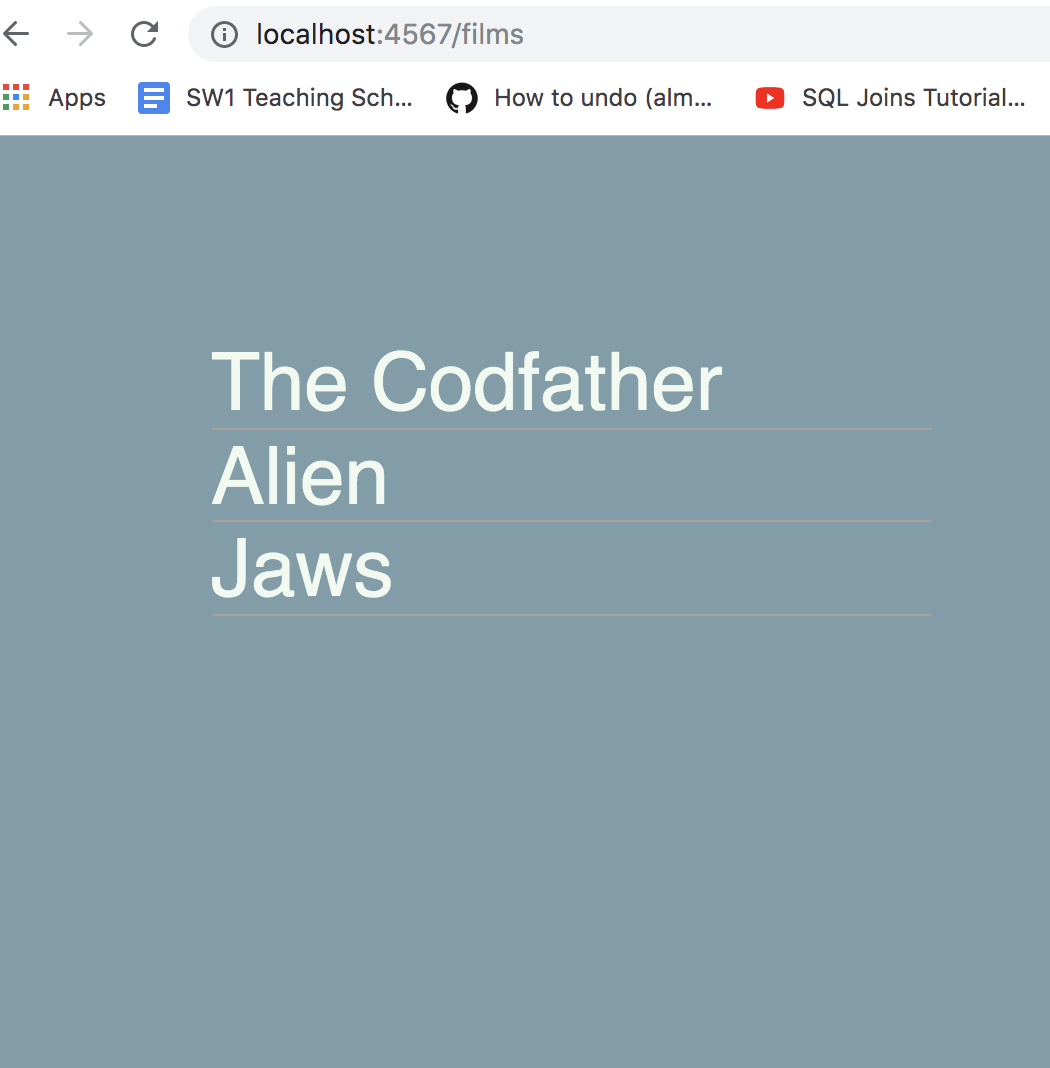 localhost:4567/films
Apps SW1 Teaching Sch... How to undo (alm... SQL Joins Tutorial...
The Codfather
Alien
Jaws